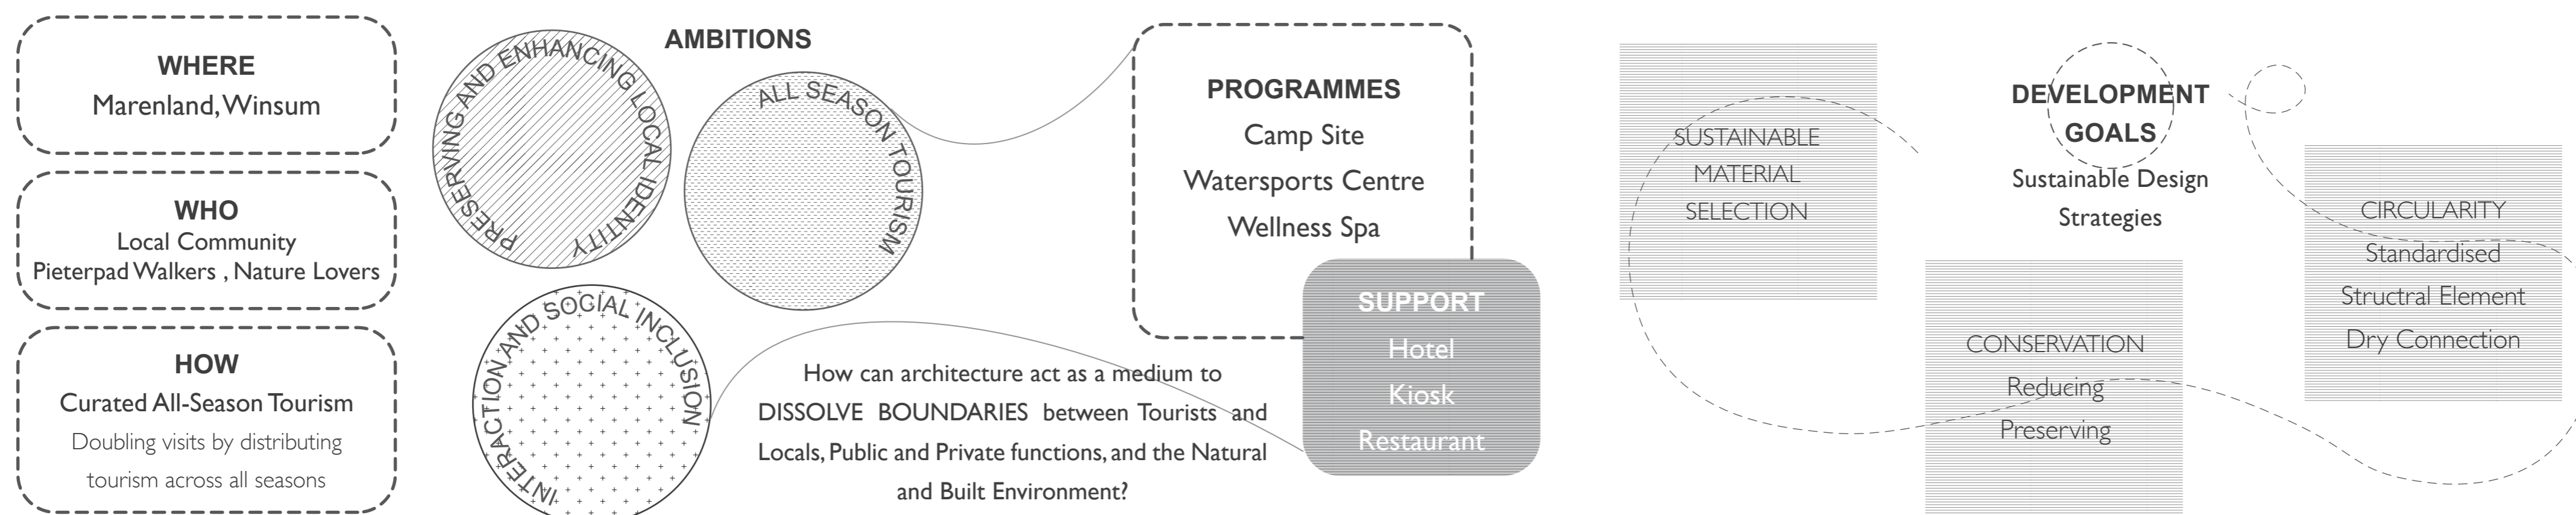 WHERE
Marenland, Winsum
WHO
Local Community
Pieterpad Walkers , Nature Lovers
HOW
Curated All-Season Tourism
Doubling visits by distributing
tourism across all seasons
AMBITIONS
PRESERVING AND ENHANCING LOCAL IDENTITY
ALL SEASON TOURISM
INTERACTION AND SOCIAL INCLUSION
How can architecture act as a medium to
DISSOLVE BOUNDARIES between Tourists and
Locals, Public and Private functions, and the Natural
and Built Environment?
PROGRAMMES
Camp Site
Watersports Centre
Wellness Spa
SUPPORT
Hotel
Kiosk
Restaurant
SUSTAINABLE
MATERIAL
SELECTION
DEVELOPMENT
GOALS
Sustainable Design
Strategies
CONSERVATION
Reducing
Preserving
CIRCULARITY
Standardised
Structral Element
Dry Connection